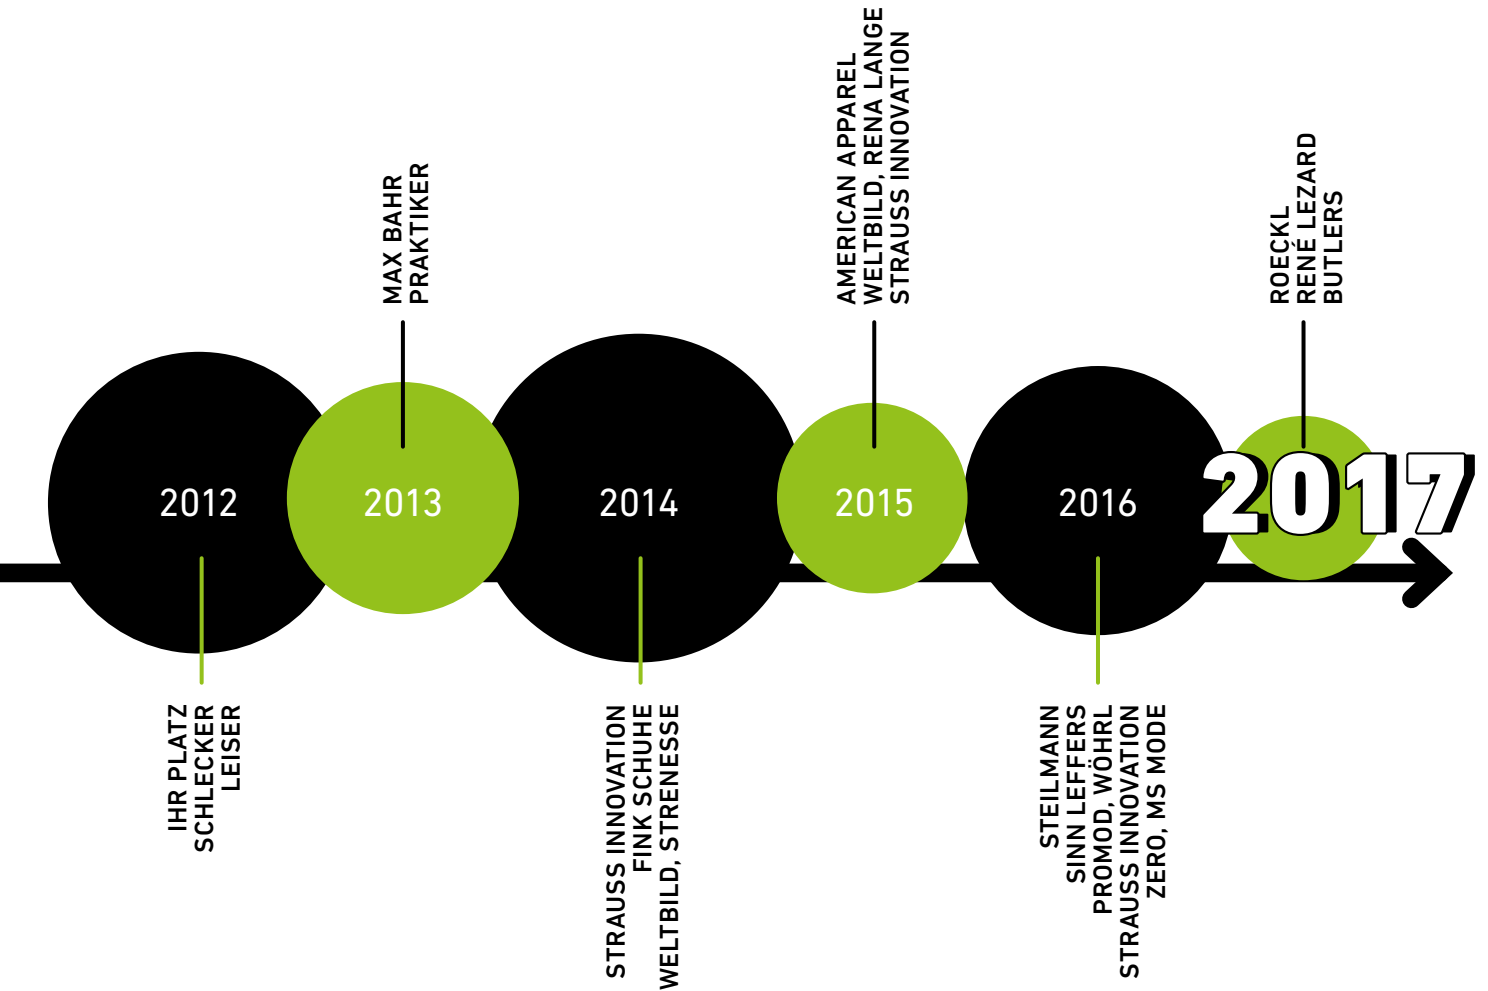 2012
IHR PLATZ
SCHLECKER
LEISER
MAX BAHR
PRAKTIKER
2013
2014
STRAUSS INNOVATION
FINK SCHUHE
WELTBILD, STRENESSE
AMERICAN APPAREL
WELTBILD, RENA LANGE
STRAUSS INNOVATION
2015
2016
STEILMANN
SINN LEFFERS
PROMOD, WÖHRL
STRAUSS INNOVATION
ZERO, MS MODE
ROECKL
RENÉ LEZARD
BUTLERS
2017